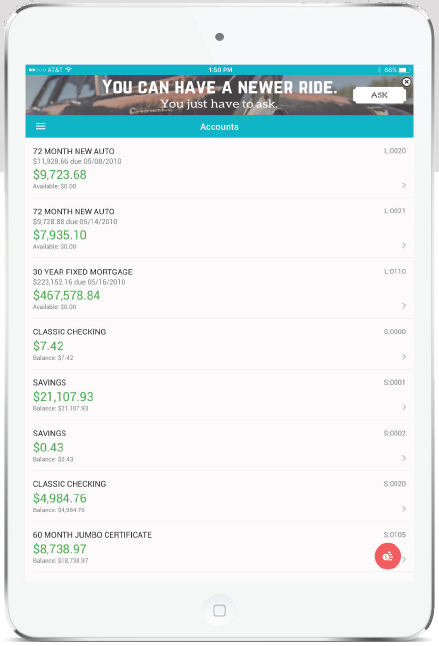 AT&T
1:50 PM
66%
YOU CAN HAVE A NEWER RIDE.
You just have to ask.
ASK
Accounts
72 MONTH NEW AUTO L:0020
$11,928.66 due 05/08/2010
$9,723.68
Available: $0.00
72 MONTH NEW AUTO L:0021
$9,728.88 due 05/14/2010
$7,935.10
Available: $0.00
30 YEAR FIXED MORTGAGE L:0110
$223,152.16 due 05/16/2010
$467,578.84
Available: $0.00
CLASSIC CHECKING S:0000
$7.42
Balance: $7.42
SAVINGS S:0001
$21,107.93
Balance: $21,107.93
SAVINGS S:0002
$0.43
Balance: $3.43
CLASSIC CHECKING S:0020
$4,984.76
Balance: $4,984.76
60 MONTH JUMBO CERTIFICATE S:0105
$8,738.97
Balance: $18,738.97